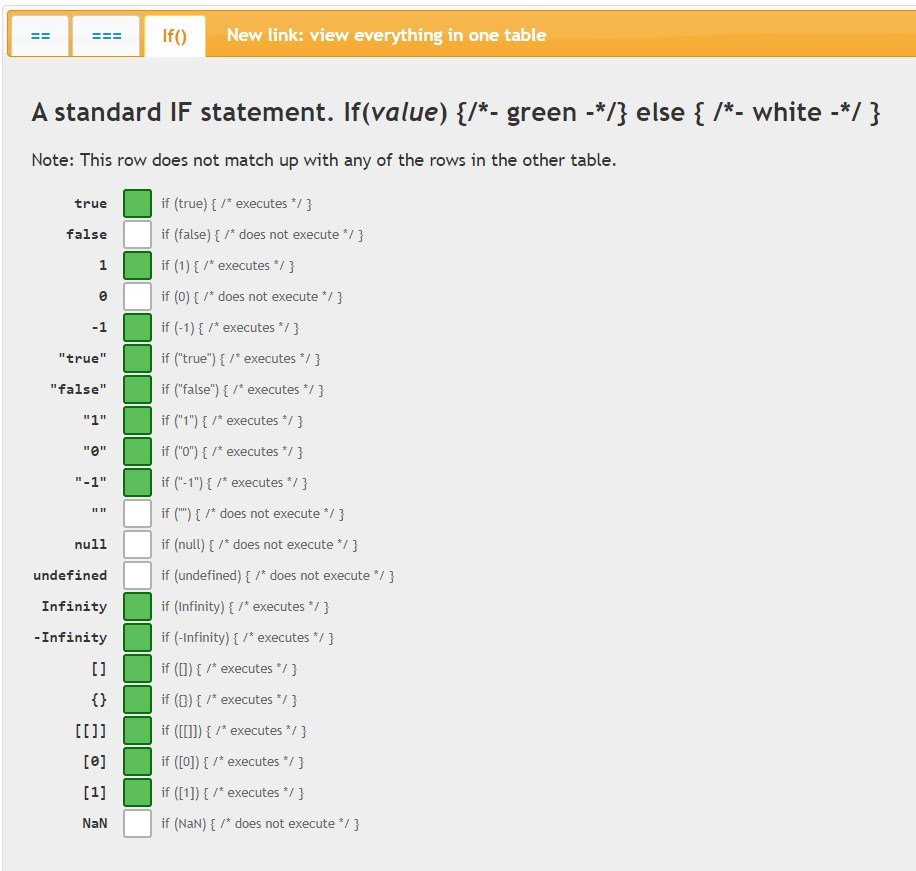 == === If() New link: view everything in one table
A standard IF statement. If(value) {/*- green -*/} else { /*- white -*/ }
Note: This row does not match up with any of the rows in the other table.
true if (true) { /* executes */ }
false if (false) { /* does not execute */ }
1 if (1) { /* executes */ }
0 if (0) { /* does not execute */ }
-1 if (-1) { /* executes */ }
"true" if ("true") { /* executes */ }
"false" if ("false") { /* executes */ }
"1" if ("1") { /* executes */ }
"0" if ("0") { /* executes */ }
"-1" if ("-1") { /* executes */ }
"" if ("") { /* does not execute */ }
null if (null) { /* does not execute */ }
undefined if (undefined) { /* does not execute */ }
Infinity if (Infinity) { /* executes */ }
-Infinity if (-Infinity) { /* executes */ }
[] if ([]) { /* executes */ }
{} if ({}) { /* executes */ }
[[]] if ([[]]) { /* executes */ }
[0] if ([0]) { /* executes */ }
[1] if ([1]) { /* executes */ }
NaN if (NaN) { /* does not execute */ }